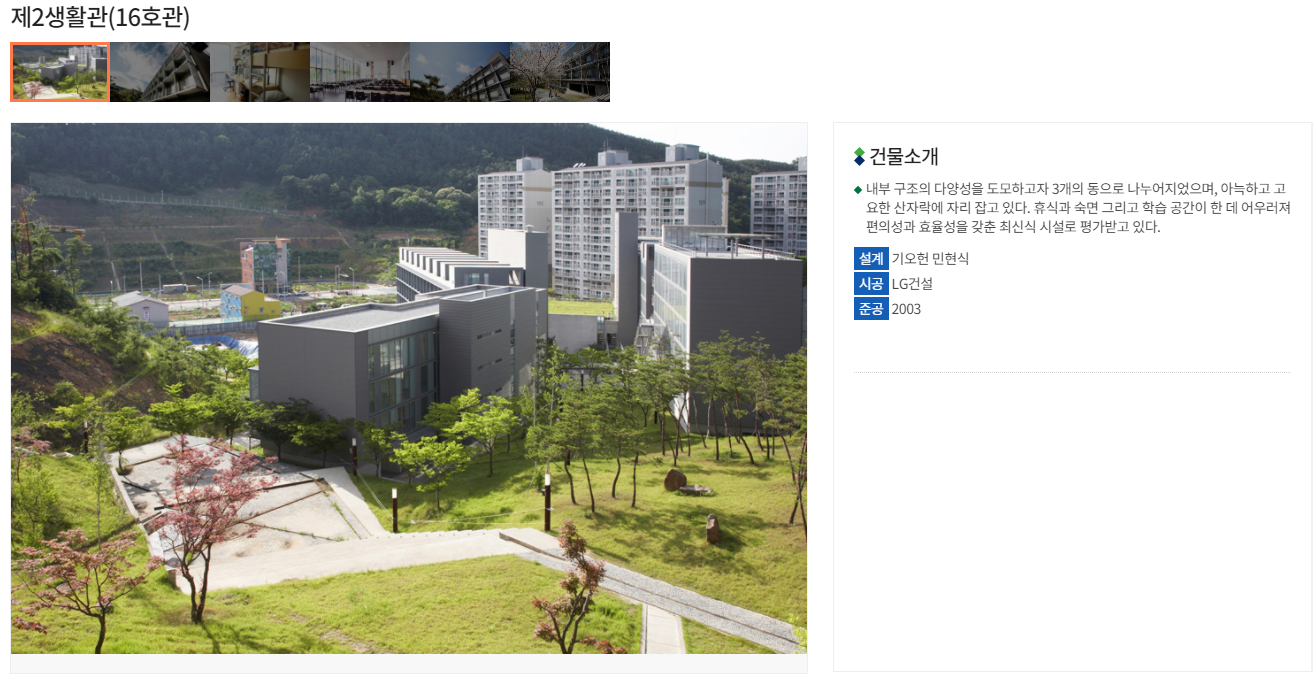 제2생활관(16호관)
건물소개
내부 구조의 다양성을 도모하고자 3개의 동으로 나누어지었으며, 아늑하고 고
요한 산자락에 자리 잡고 있다. 휴식과 숙면 그리고 학습 공간이 한 데 어우러져
편의성과 효율성을 갖춘 최신식 시설로 평가받고 있다.
설계 기오헌 민현식
시공 LG건설
준공 2003